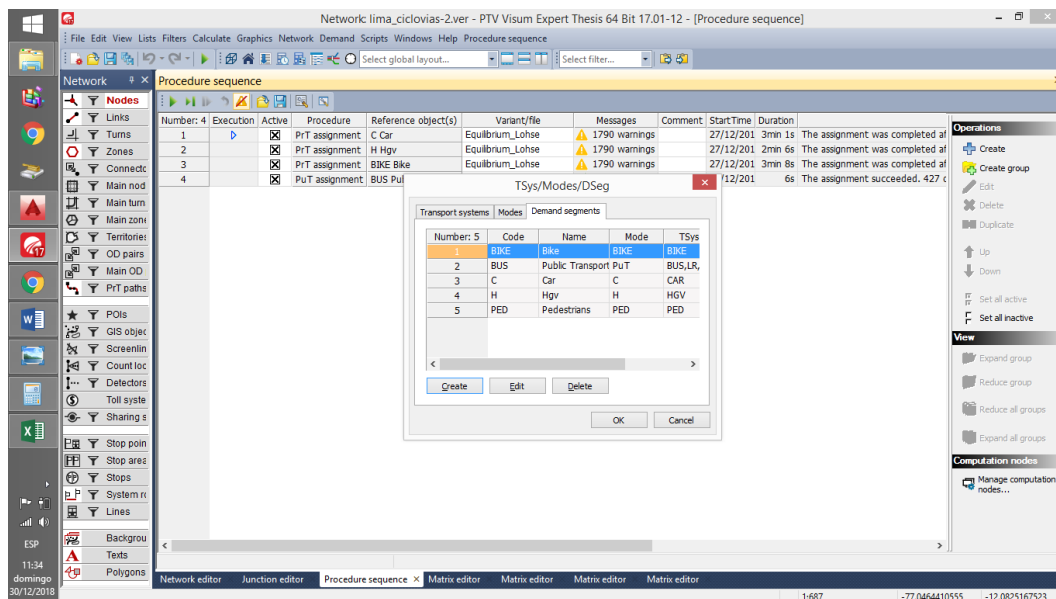 Network: lima_ciclovias-2.ver - PTV Visum Expert Thesis 64 Bit 17.01-12 - [Procedure sequence]
File Edit View Lists Filters Calculate Graphics Network Demand Scripts Windows Help Procedure sequence
Select global layout... Select filter...
Network Procedure sequence
Nodes
Links
Turns
Zones
Connectc
Main nod
Main turn
Main zone
Territories
OD pairs
Main OD
PrT paths
POIs
GIS objec
Screenlin
Count loc
Detectors
Toll syste
Sharing s
Stop poin
Stop area
Stops
System ro
Lines
Backgrou
Texts
Polygons
Number: 4 Execution Active Procedure Reference object(s) Variant/file Messages Comment StartTime Duration
1 PrT assignment C Car Equilibrium_Lohse 1790 warnings 27/12/201 3min 1s The assignment was completed af
2 PrT assignment H Hgv Equilibrium_Lohse 1790 warnings 27/12/201 2min 6s The assignment was completed af
3 PrT assignment BIKE Bike Equilibrium_Lohse 1790 warnings 27/12/201 3min 8s The assignment was completed af
4 PuT assignment BUS Pul /12/201 6s The assignment succeeded. 427 c
TSys/Modes/DSeg
Transport systems Modes Demand segments
Number: 5 Code Name Mode TSys
1 BIKE Bike BIKE BIKE
2 BUS Public Transport PuT BUS,LR,
3 C Car C CAR
4 H Hgv H HGV
5 PED Pedestrians PED PED
Create Edit Delete
OK Cancel
Operations
Create
Create group
Edit
Delete
Duplicate
Up
Down
Set all active
Set all inactive
View
Expand group
Reduce group
Reduce all groups
Expand all groups
Computation nodes
Manage computation
nodes...
Network editor Junction editor Procedure sequence Matrix editor Matrix editor Matrix editor Matrix editor
1:687 -77.0464410555 -12.0825167523
17
ESP
11:34
domingo
30/12/2018